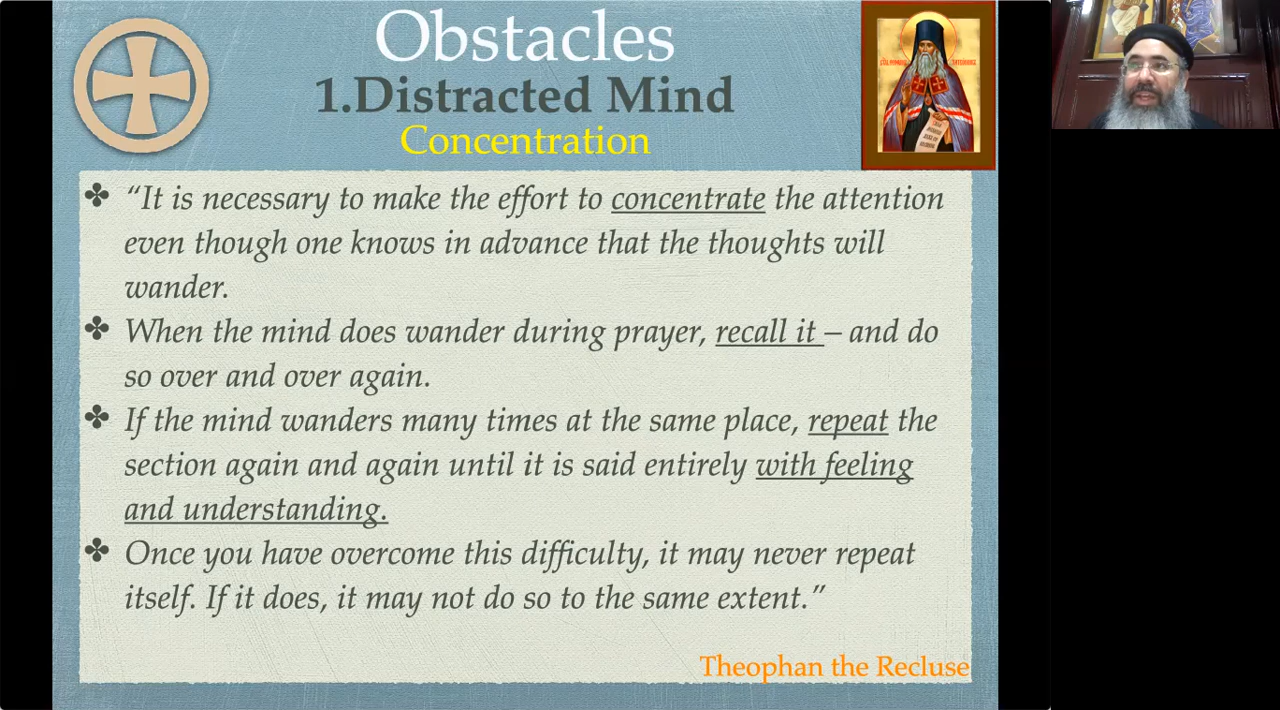 Obstacles
1.Distracted Mind
Concentration
✤ “It is necessary to make the effort to concentrate the attention
even though one knows in advance that the thoughts will
wander.
✤ When the mind does wander during prayer, recall it – and do
so over and over again.
✤ If the mind wanders many times at the same place, repeat the
section again and again until it is said entirely with feeling
and understanding.
✤ Once you have overcome this difficulty, it may never repeat
itself. If it does, it may not do so to the same extent.”
Theophan the Recluse